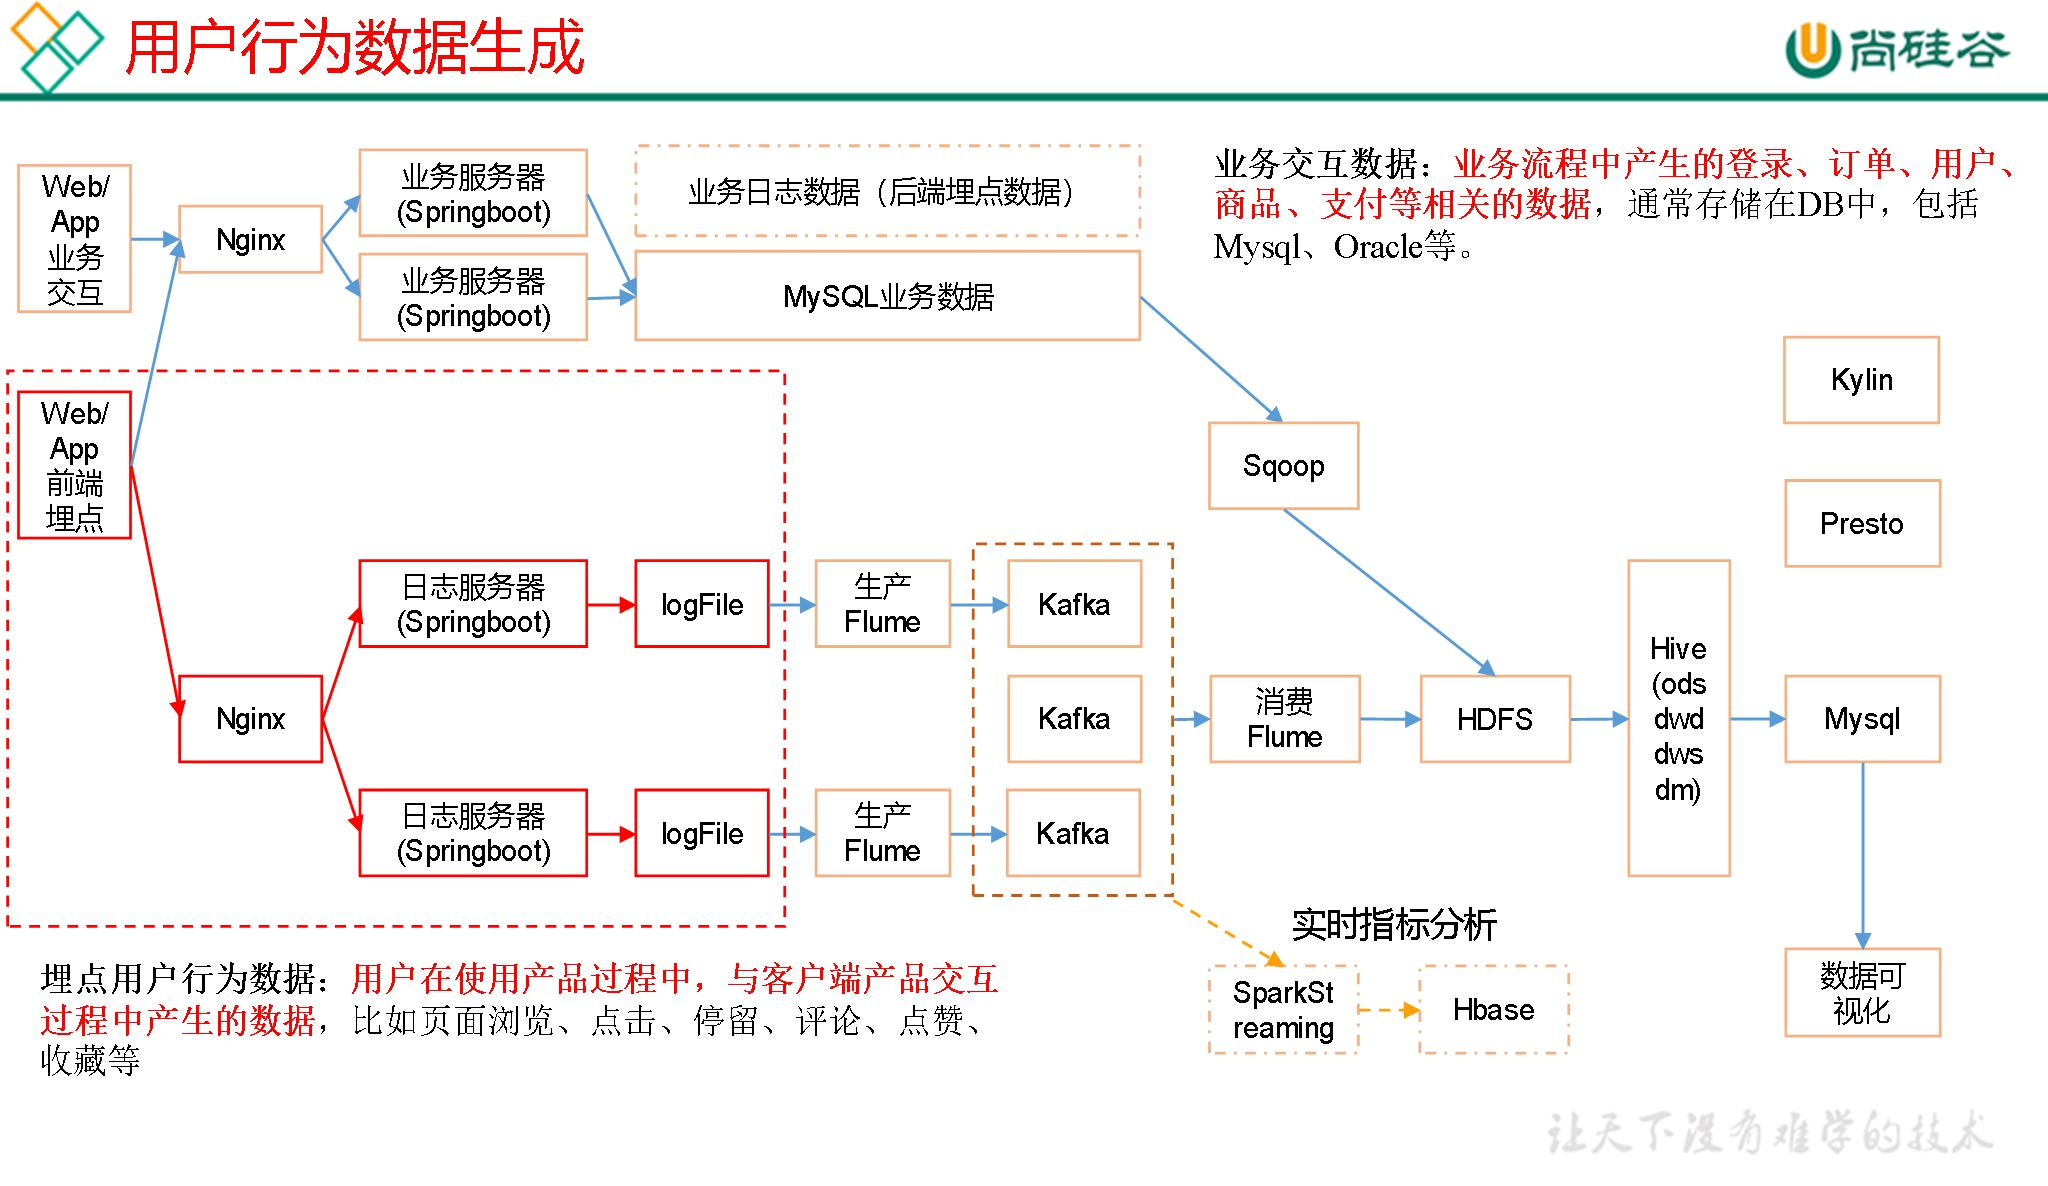 用户行为数据生成
尚硅谷
Web/
App
业务
交互
Nginx
业务服务器
(Springboot)
业务服务器
(Springboot)
业务日志数据（后端埋点数据）
MySQL业务数据
业务交互数据：业务流程中产生的登录、订单、用户、
商品、支付等相关的数据，通常存储在DB中，包括
Mysql、Oracle等。
Web/
App
前端
埋点
Nginx
日志服务器
(Springboot)
logFile
生产
Flume
Kafka
Kafka
日志服务器
(Springboot)
logFile
生产
Flume
Kafka
Sqoop
消费
Flume
HDFS
Hive
(ods
dwd
dws
dm)
Kylin
Presto
Mysql
数据可
视化
实时指标分析
SparkSt
reaming
Hbase
埋点用户行为数据：用户在使用产品过程中，与客户端产品交互
过程中产生的数据，比如页面浏览、点击、停留、评论、点赞、
收藏等
让天下没有难学的技术